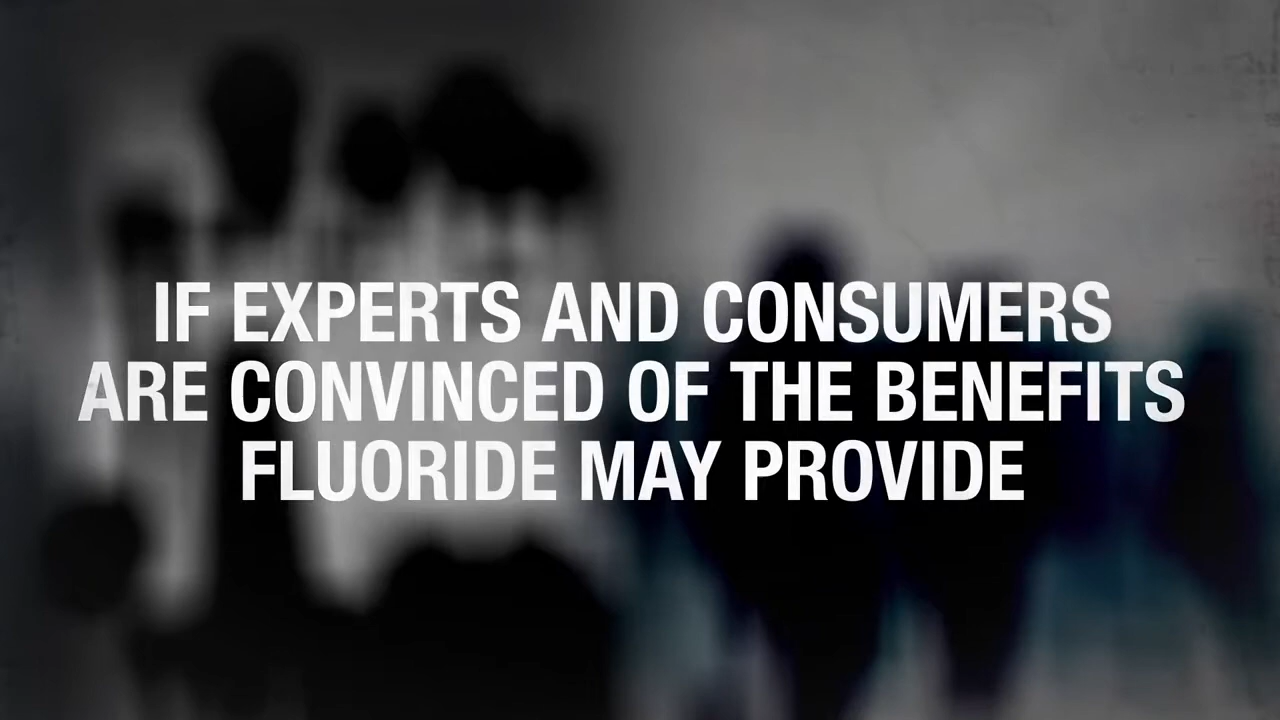 IF EXPERTS AND CONSUMERS
ARE CONVINCED OF THE BENEFITS
FLUORIDE MAY PROVIDE